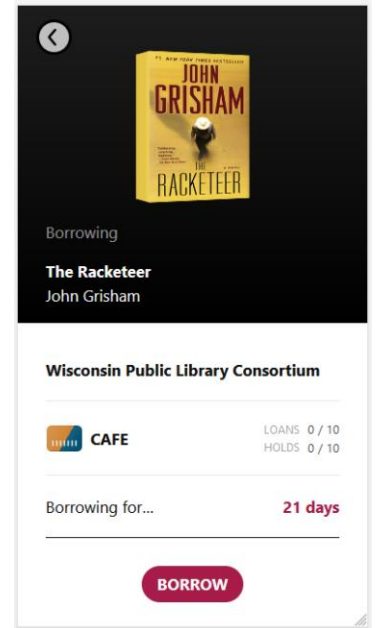 #1 NEW YORK TIMES BESTSELLER
JOHN
GRISHAM
THE
A NOVEL
RACKETEER
Borrowing
The Racketeer
John Grisham
Wisconsin Public Library Consortium
CAFE
LOANS 0 / 10
HOLDS 0 / 10
Borrowing for...
21 days
BORROW